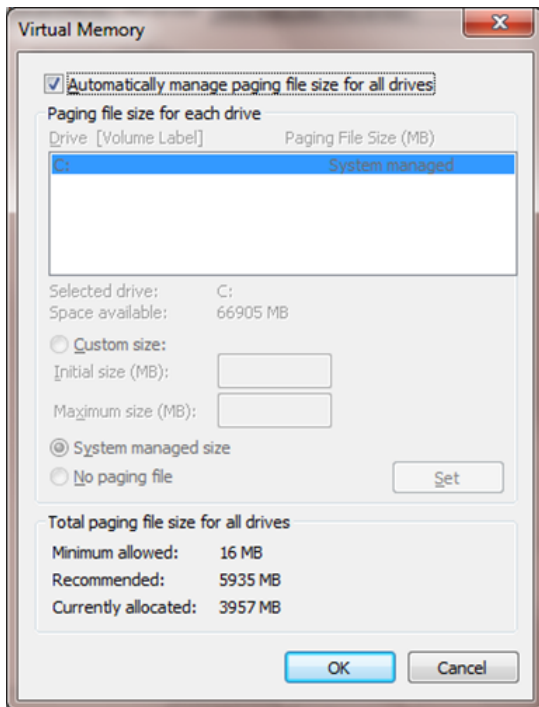 Virtual Memory
Automatically manage paging file size for all drives
Paging file size for each drive
Drive [Volume Label] Paging File Size (MB)
C: System managed
Selected drive: C:
Space available: 66905 MB
Custom size:
Initial size (MB):
Maximum size (MB):
System managed size
No paging file Set
Total paging file size for all drives
Minimum allowed: 16 MB
Recommended: 5935 MB
Currently allocated: 3957 MB
OK Cancel